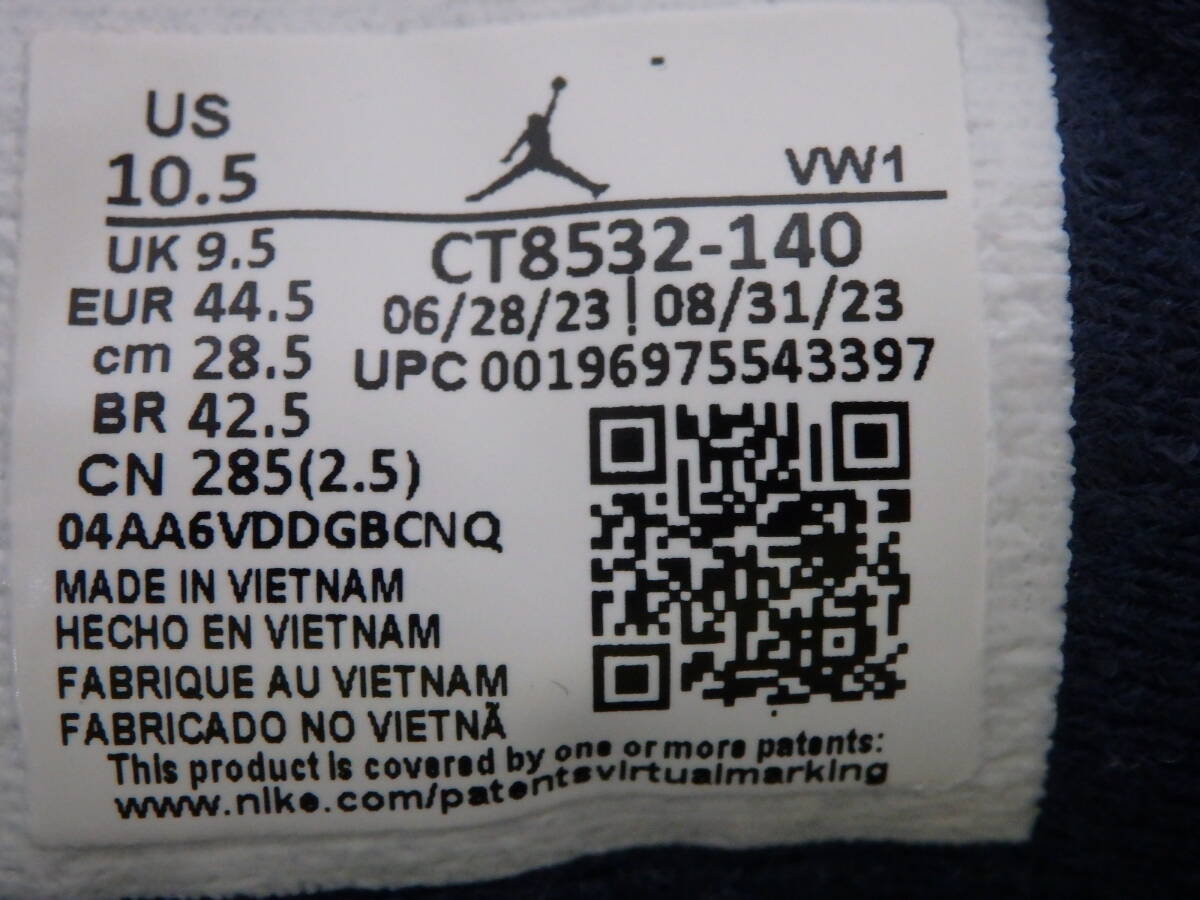 US
10.5
VW1
UK 9.5
CT8532-140
EUR 44.5
06/28/23 | 08/31/23
cm 28.5
UPC 00196975543397
BR 42.5
CN 285(2.5)
04AA6VDDGBCNQ
MADE IN VIETNAM
HECHO EN VIETNAM
FABRIQUE AU VIETNAM
FABRICADO NO VIETNÃ
This product is covered by one or more patents:
www.nike.com/patentsvirtualmarking